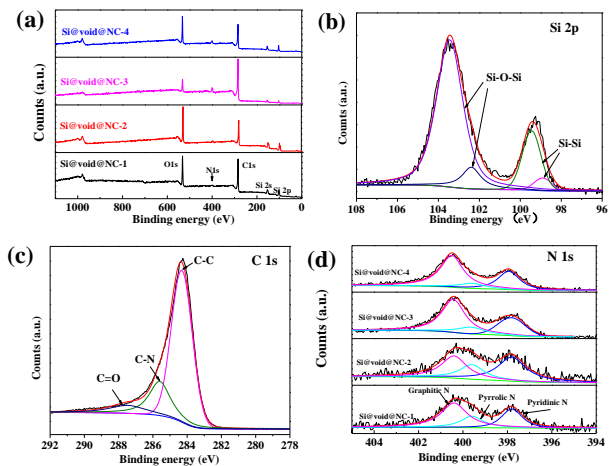 (a)
Si@void@NC-4
Si@void@NC-3
Si@void@NC-2
Si@void@NC-1
O1s
N1s
C1s
Si 2s
Si 2p
Counts (a.u.)
1000 800 600 400 200 0
Binding energy (eV)
(b)
Si 2p
Si-O-Si
Si-Si
Counts (a.u.)
108 106 104 102 100 98 96
Binding energy (eV)
(c)
C 1s
C-C
C-N
C=O
Counts (a.u.)
292 290 288 286 284 282 280 278
Binding energy (eV)
(d)
N 1s
Si@void@NC-4
Si@void@NC-3
Si@void@NC-2
Graphitic N
Pyrrolic N
Pyridinic N
Si@void@NC-1
Counts (a.u.)
404 402 400 398 396 394
Binding energy (eV)